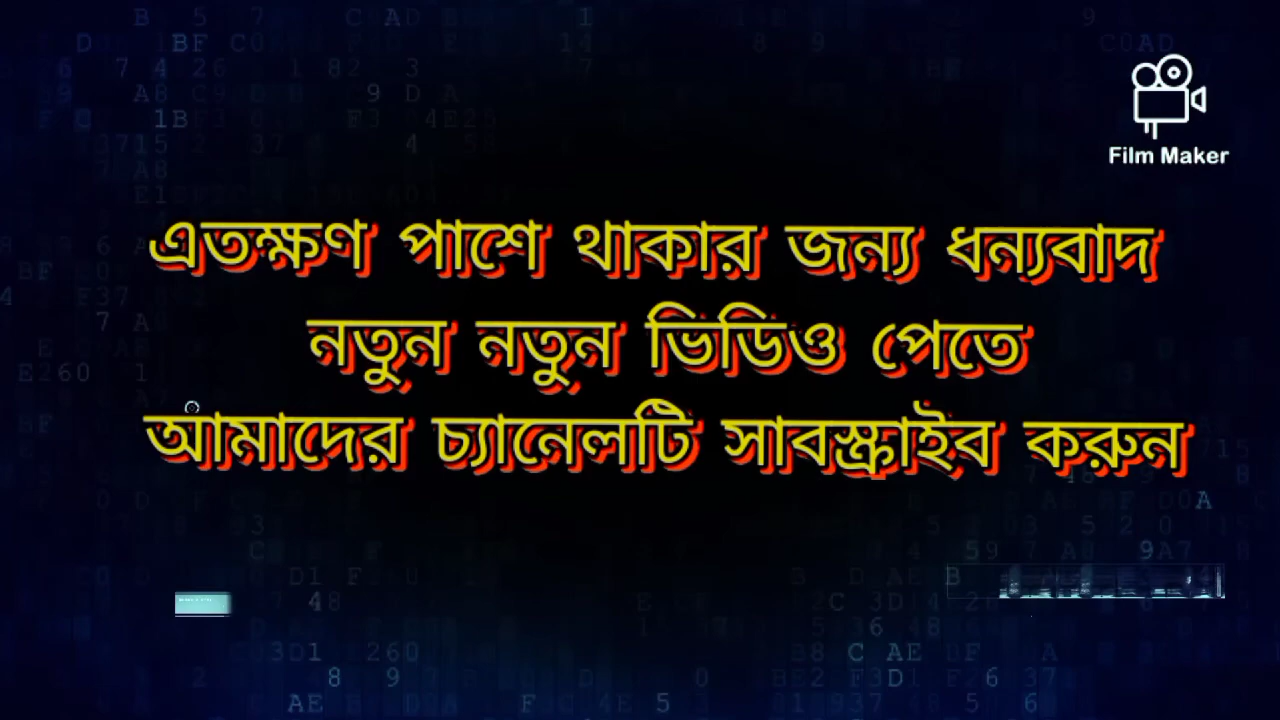 Film Maker
এতক্ষণ পাশে থাকার জন্য ধন্যবাদ
নতুন নতুন ভিডিও পেতে
আমাদের চ্যানেলটি সাবস্ক্রাইব করুন